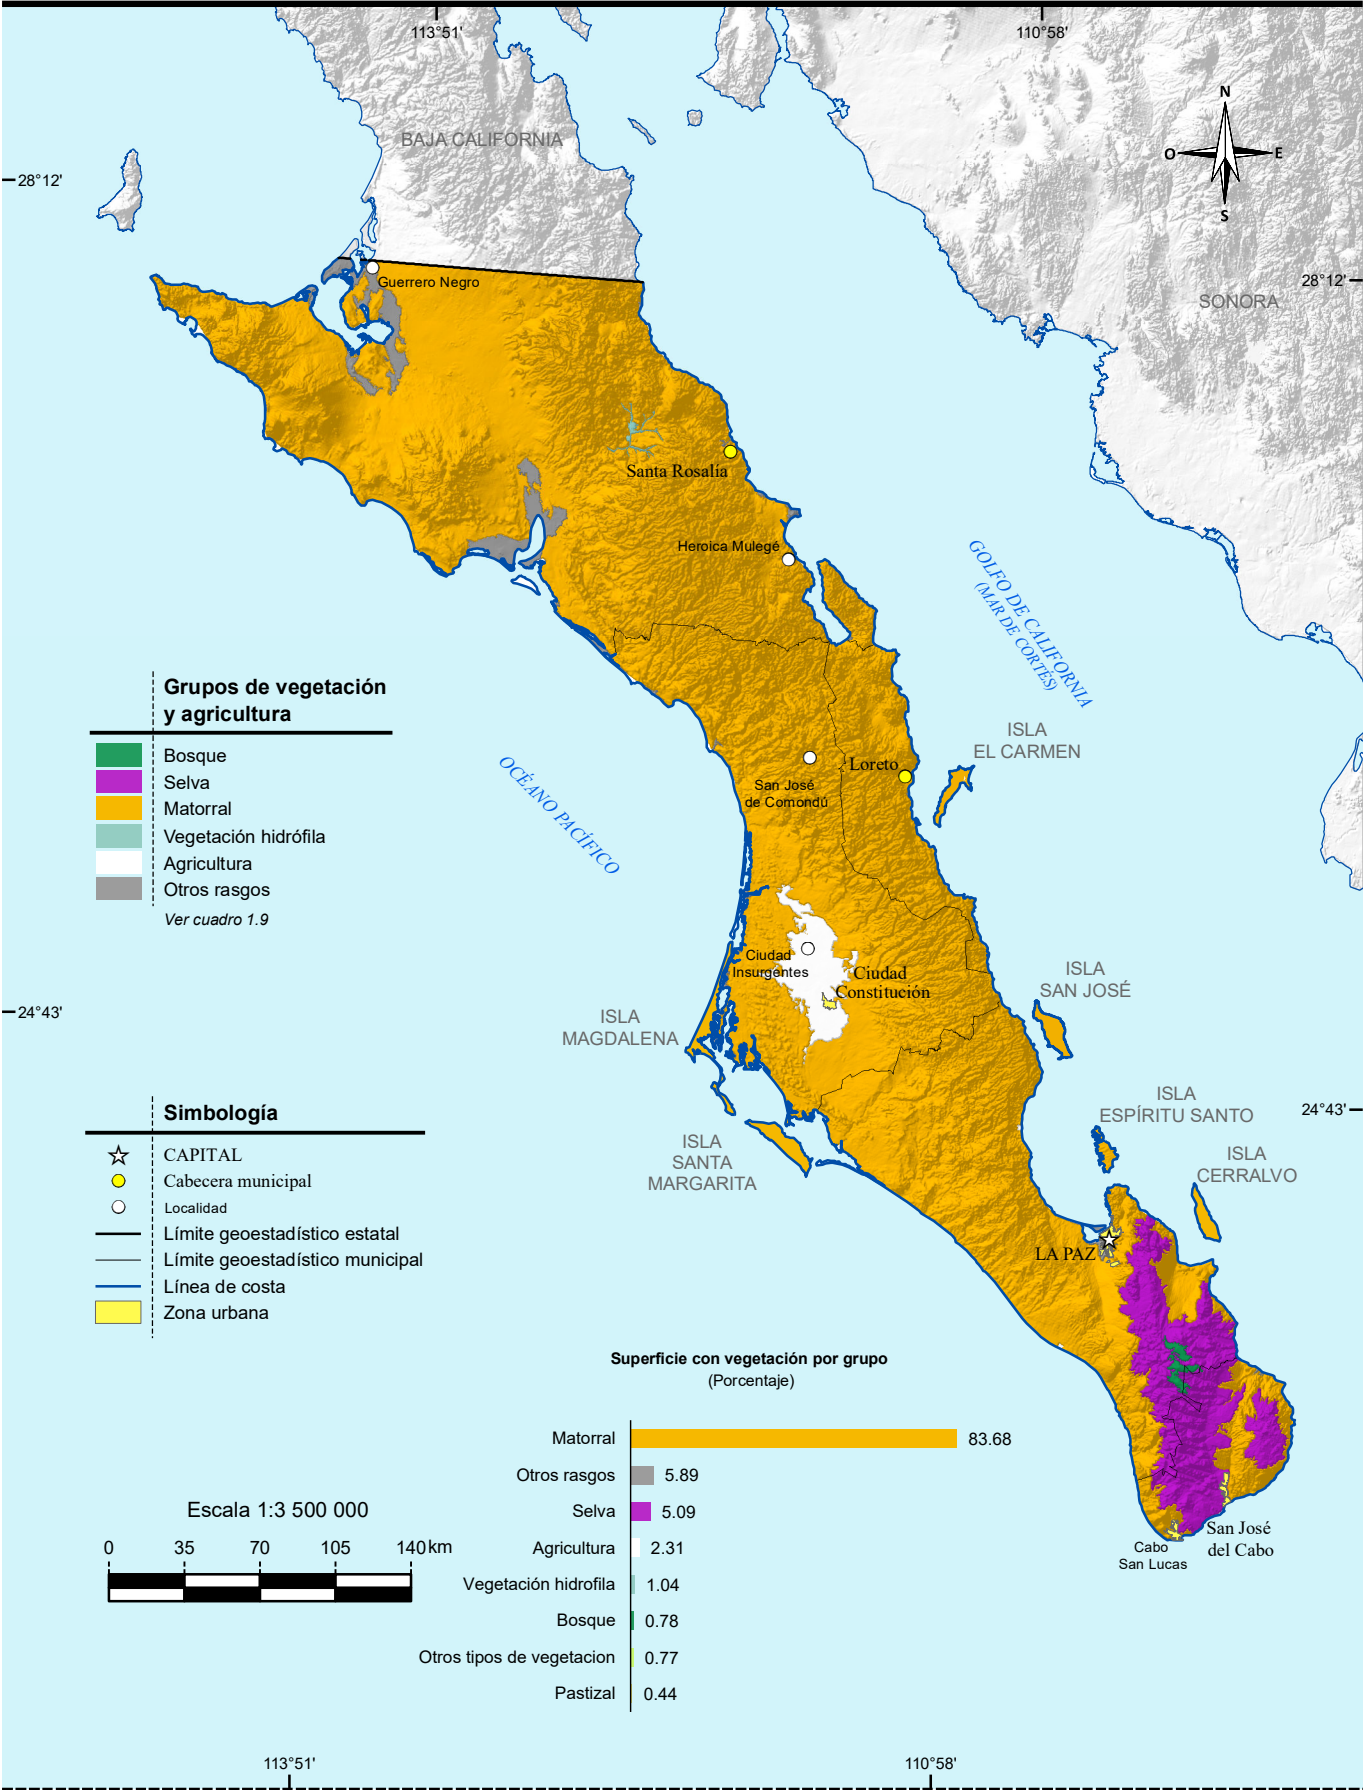 113°51'
110°58'
N
O
E
S
BAJA CALIFORNIA
28°12'
28°12'
SONORA
Guerrero Negro
Santa Rosalía
Heroica Mulegé
GOLFO DE CALIFORNIA
(MAR DE CORTÉS)
Grupos de vegetación
y agricultura
Bosque
Selva
Matorral
Vegetación hidrófila
Agricultura
Otros rasgos
Ver cuadro 1.9
OCÉANO PACÍFICO
ISLA
EL CARMEN
Loreto
San José
de Comondú
Ciudad
Insurgentes
Ciudad
Constitución
ISLA
SAN JOSÉ
24°43'
ISLA
MAGDALENA
24°43'
ISLA
ESPÍRITU SANTO
ISLA
SANTA
MARGARITA
ISLA
CERRALVO
LA PAZ
Simbología
CAPITAL
Cabecera municipal
Localidad
Límite geoestadístico estatal
Límite geoestadístico municipal
Línea de costa
Zona urbana
San José
del Cabo
Cabo
San Lucas
Superficie con vegetación por grupo
(Porcentaje)
Matorral 83.68
Otros rasgos 5.89
Selva 5.09
Agricultura 2.31
Vegetación hidrofila 1.04
Bosque 0.78
Otros tipos de vegetacion 0.77
Pastizal 0.44
Escala 1:3 500 000
0 35 70 105 140 km
113°51'
110°58'